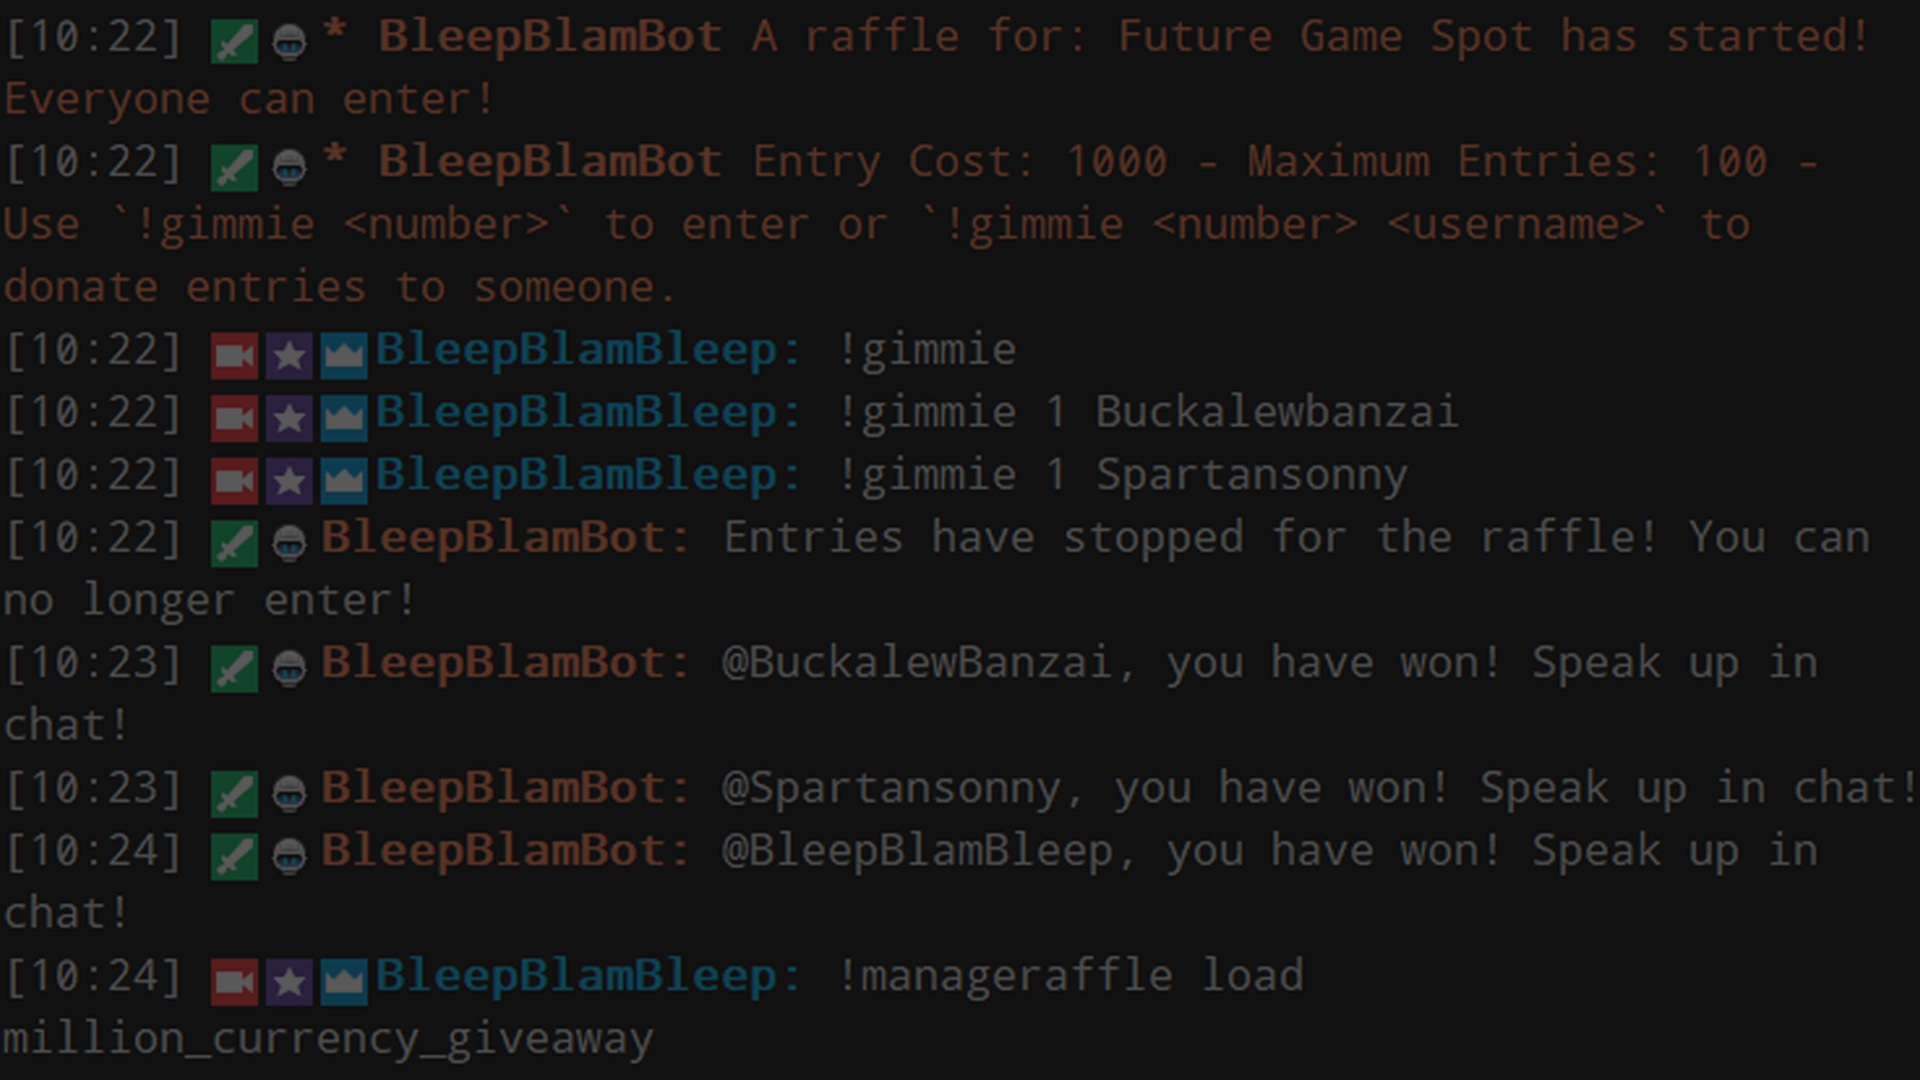 [10:22] * BleepBlamBot A raffle for: Future Game Spot has started!
Everyone can enter!
[10:22] * BleepBlamBot Entry Cost: 1000 - Maximum Entries: 100 -
Use `!gimmie <number>` to enter or `!gimmie <number> <username>` to
donate entries to someone.
[10:22] BleepBlamBleep: !gimmie
[10:22] BleepBlamBleep: !gimmie 1 Buckalewbanzai
[10:22] BleepBlamBleep: !gimmie 1 Spartansonny
[10:22] BleepBlamBot: Entries have stopped for the raffle! You can
no longer enter!
[10:23] BleepBlamBot: @BuckalewBanzai, you have won! Speak up in
chat!
[10:23] BleepBlamBot: @Spartansonny, you have won! Speak up in chat!
[10:24] BleepBlamBot: @BleepBlamBleep, you have won! Speak up in
chat!
[10:24] BleepBlamBleep: !manageraffle load
million_currency_giveaway